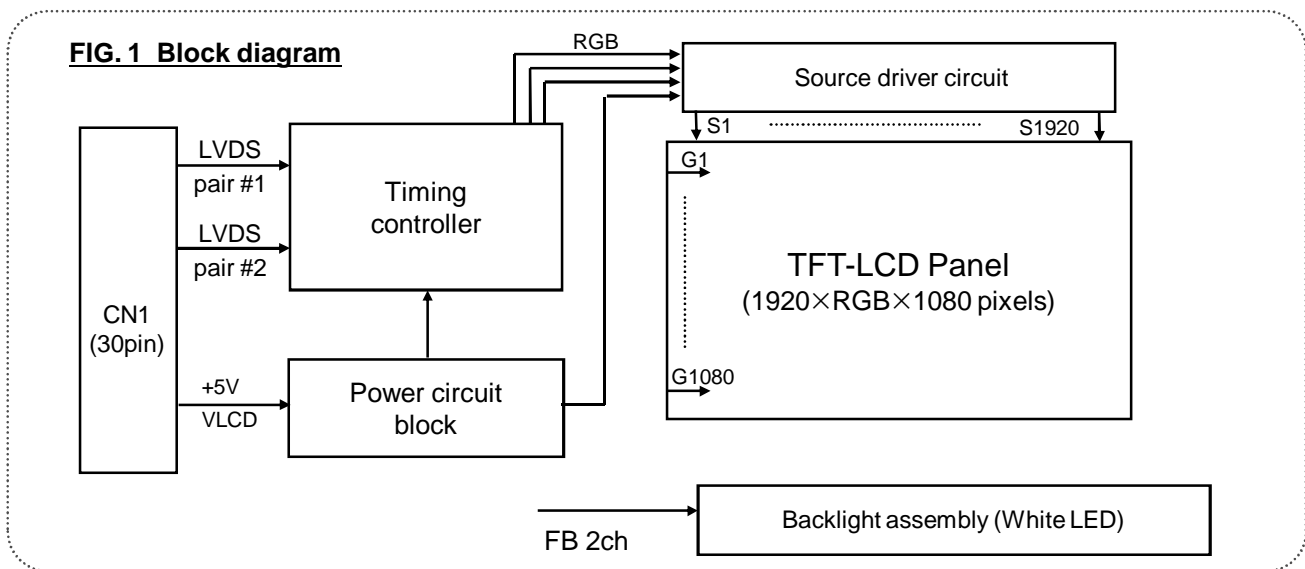 FIG. 1 Block diagram
RGB
Source driver circuit
S1
S1920
CN1
(30pin)
LVDS
pair #1
LVDS
pair #2
+5V
VLCD
Timing
controller
Power circuit
block
G1
TFT-LCD Panel
(1920×RGB×1080 pixels)
G1080
FB 2ch
Backlight assembly (White LED)